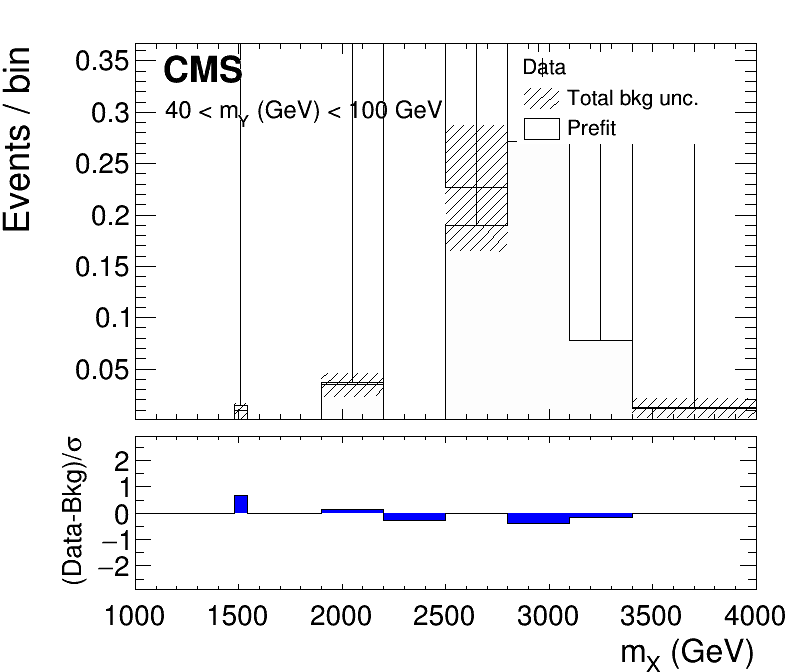 CMS
40 < mY (GeV) < 100 GeV
Data
Total bkg unc.
Prefit
Events / bin
0.35
0.3
0.25
0.2
0.15
0.1
0.05
(Data-Bkg)/σ
2
1
0
−1
−2
1000 1500 2000 2500 3000 3500 4000
mX (GeV)